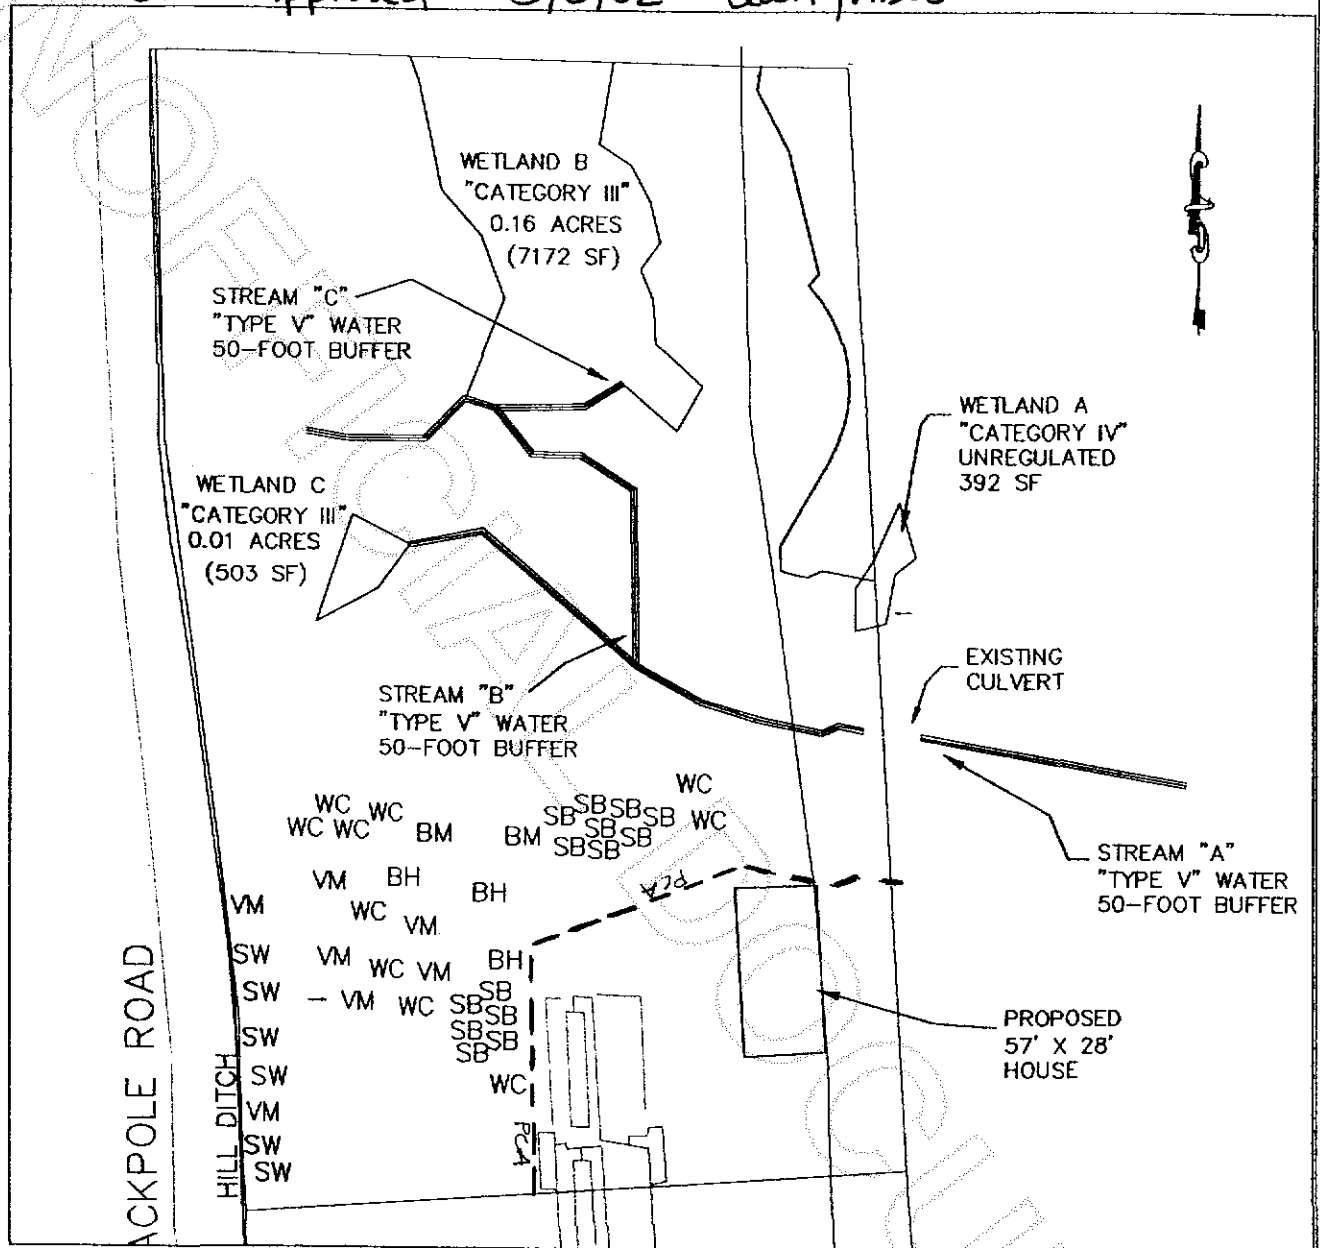 approved
WETLAND B
"CATEGORY III"
0.16 ACRES
(7172 SF)
STREAM "C"
"TYPE V" WATER
50-FOOT BUFFER
WETLAND A
"CATEGORY IV"
UNREGULATED
392 SF
WETLAND C
"CATEGORY III"
0.01 ACRES
(503 SF)
EXISTING
CULVERT
STREAM "B"
"TYPE V" WATER
50-FOOT BUFFER
STREAM "A"
"TYPE V" WATER
50-FOOT BUFFER
WC
WC WC SB SB SB SB WC
WC WC BM BM SB SB
SB SB
VM BH BH PCA
VM WC VM
SW VM WC VM BH
SW VM WC SB SB
SB
SW SB SB
SB
SW WC
VM
SW
SW
PCA
PROPOSED
57' X 28'
HOUSE
HILL DITCH
ACKPOLE ROAD
UNOFFICIAL DOCU